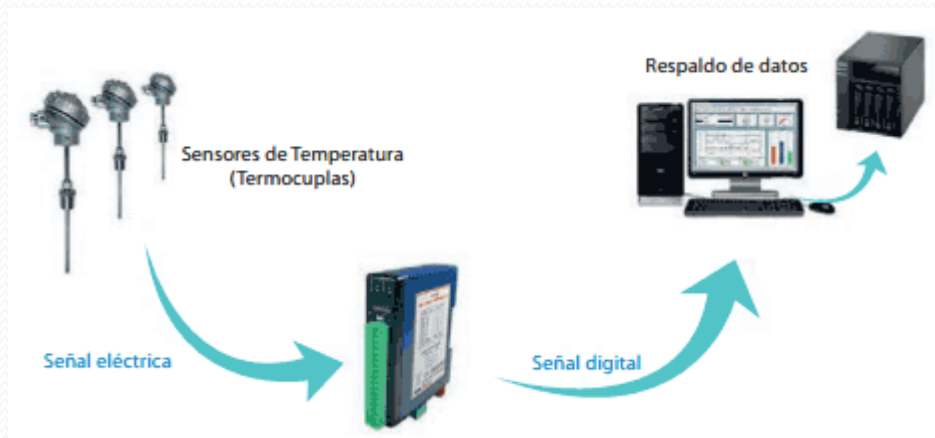 Respaldo de datos
Sensores de Temperatura
(Termocuplas)
Señal eléctrica
Señal digital